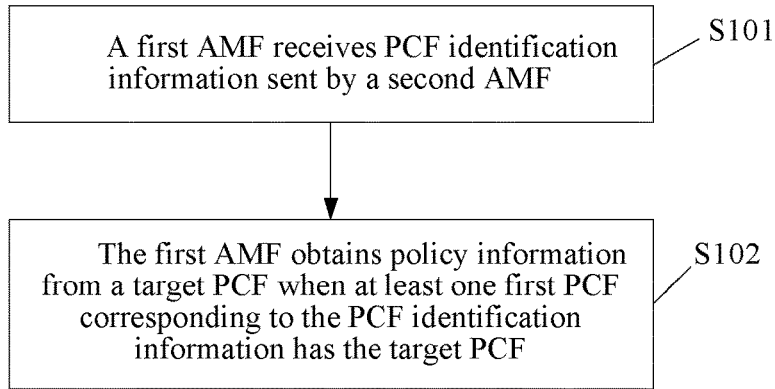 A first AMF receives PCF identification
information sent by a second AMF
S101
The first AMF obtains policy information
from a target PCF when at least one first PCF
corresponding to the PCF identification
information has the target PCF
S102